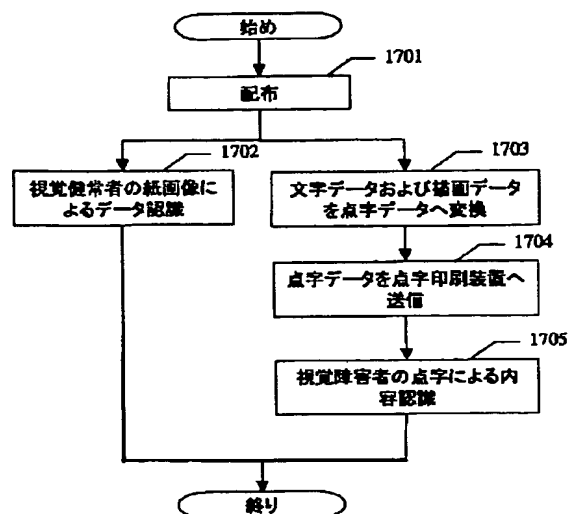 始め
1701
配布
1702
視覚健常者の紙画像に
よるデータ認識
1703
文字データおよび描画データ
を点字データへ変換
1704
点字データを点字印刷装置へ
送信
1705
視覚障害者の点字による内
容認識
終り